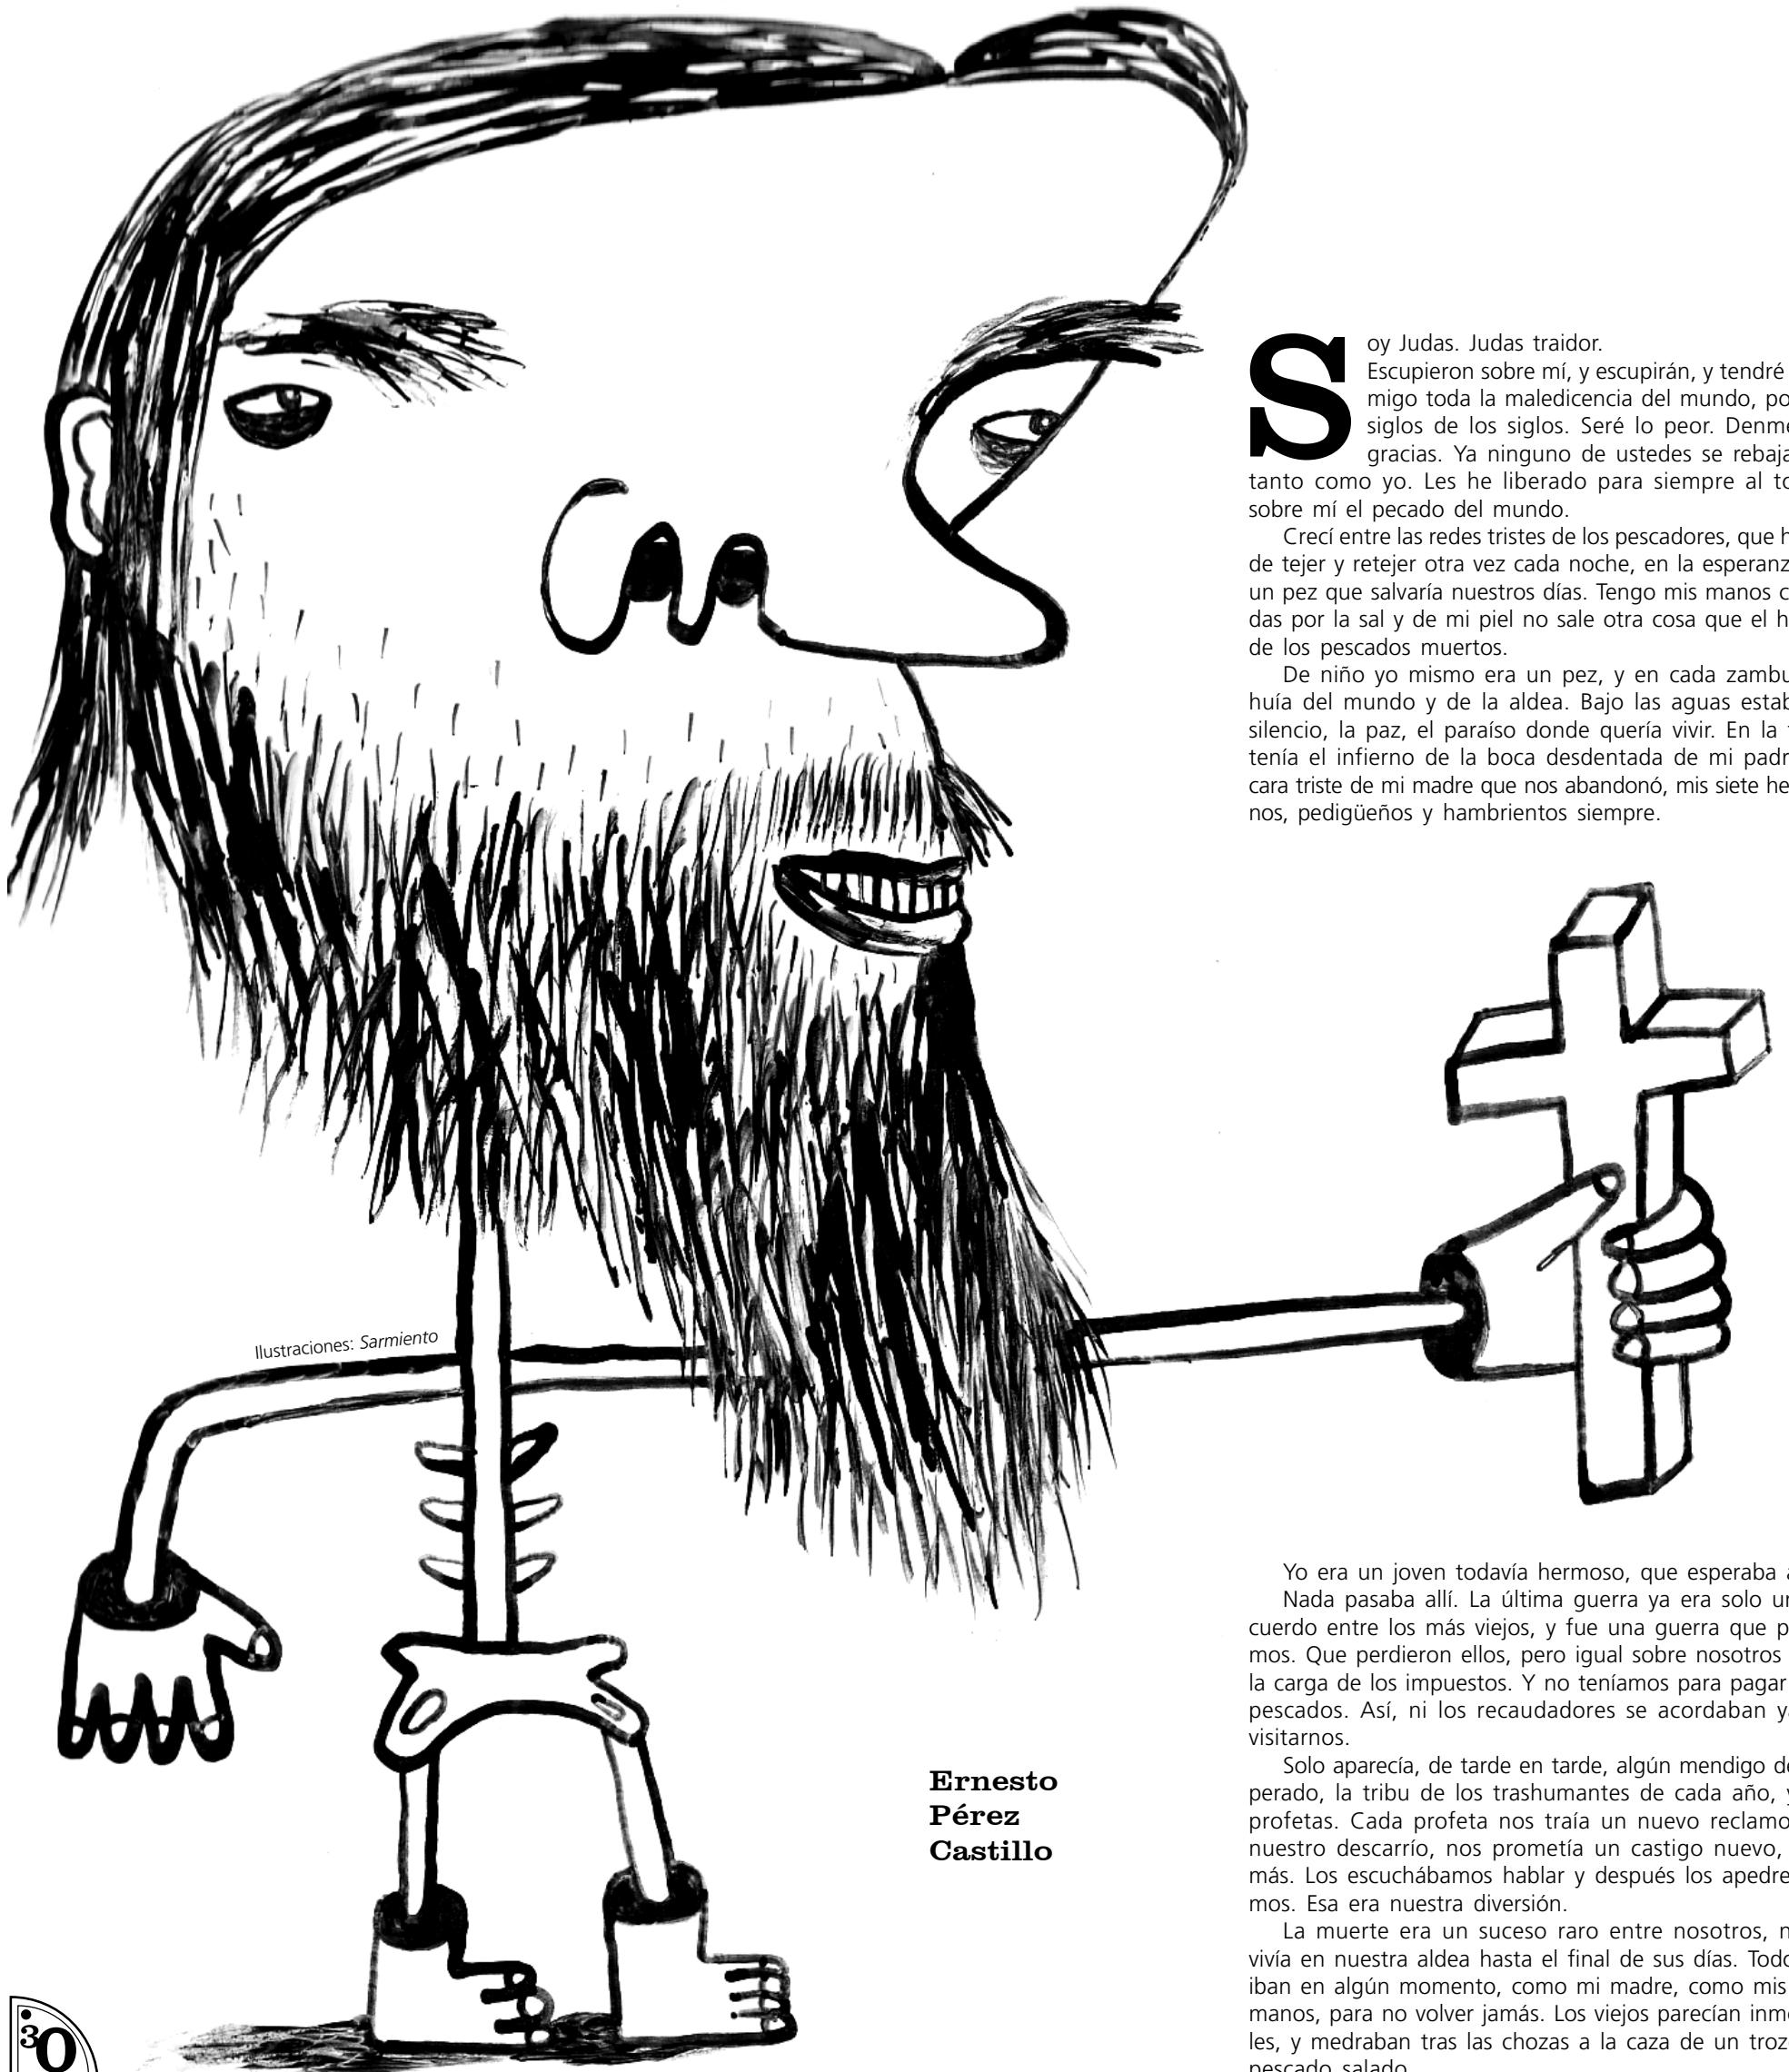 Soy Judas. Judas traidor.
Escupieron sobre mí, y escupirán, y tendré
migo toda la maledicencia del mundo, po
siglos de los siglos. Seré lo peor. Denme
gracias. Ya ninguno de ustedes se rebaja
tanto como yo. Les he liberado para siempre al to
sobre mí el pecado del mundo.
Crecí entre las redes tristes de los pescadores, que h
de tejer y retejer otra vez cada noche, en la esperanz
un pez que salvaría nuestros días. Tengo mis manos c
das por la sal y de mi piel no sale otra cosa que el h
de los pescados muertos.
De niño yo mismo era un pez, y en cada zambu
huía del mundo y de la aldea. Bajo las aguas estab
silencio, la paz, el paraíso donde quería vivir. En la
tenía el infierno de la boca desdentada de mi padr
cara triste de mi madre que nos abandonó, mis siete he
nos, pedigüeños y hambrientos siempre.
Ilustraciones: Sarmiento
Yo era un joven todavía hermoso, que esperaba a
Nada pasaba allí. La última guerra ya era solo un
cuerdo entre los más viejos, y fue una guerra que p
mos. Que perdieron ellos, pero igual sobre nosotros
la carga de los impuestos. Y no teníamos para pagar
pescados. Así, ni los recaudadores se acordaban ya
visitarnos.
Solo aparecía, de tarde en tarde, algún mendigo de
perado, la tribu de los trashumantes de cada año, y
profetas. Cada profeta nos traía un nuevo reclamo
nuestro descarrío, nos prometía un castigo nuevo,
más. Los escuchábamos hablar y después los apedre
mos. Esa era nuestra diversión.
La muerte era un suceso raro entre nosotros, n
vivía en nuestra aldea hasta el final de sus días. Todo
iban en algún momento, como mi madre, como mis
manos, para no volver jamás. Los viejos parecían inmo
les, y medraban tras las chozas a la caza de un troz
pescado salado.
Ernesto
Pérez
Castillo
30